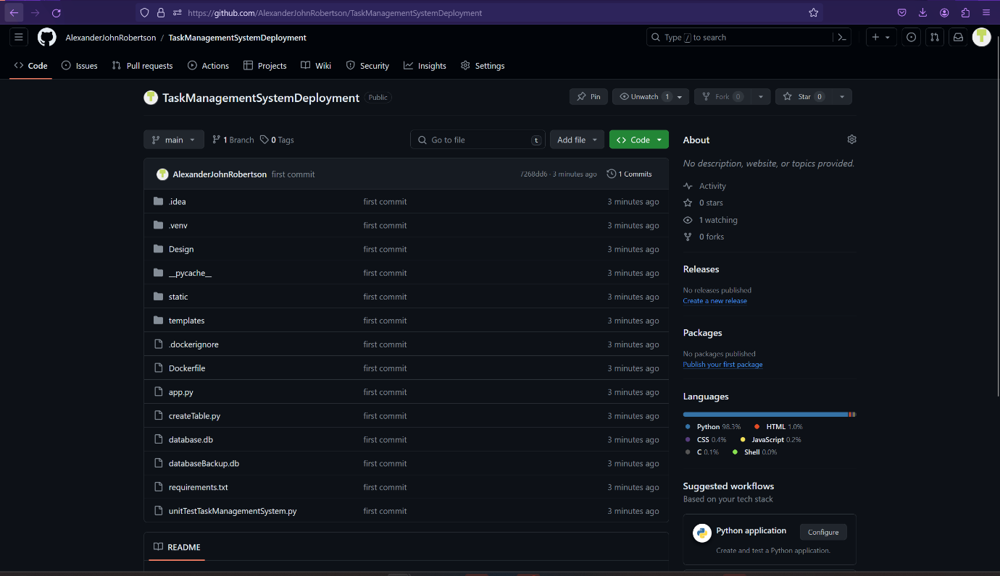 https://github.com/AlexanderJohnRobertson/TaskManagementSystemDeployment
AlexanderJohnRobertson / TaskManagementSystemDeployment
Type / to search
Code Issues Pull requests Actions Projects Wiki Security Insights Settings
TaskManagementSystemDeployment Public
Pin Unwatch 1 Fork 0 Star 0
main 1 Branch 0 Tags Go to file t Add file Code
AlexanderJohnRobertson first commit 7268dd6 · 3 minutes ago 1 Commits
.idea first commit 3 minutes ago
.venv first commit 3 minutes ago
Design first commit 3 minutes ago
__pycache__ first commit 3 minutes ago
static first commit 3 minutes ago
templates first commit 3 minutes ago
.dockerignore first commit 3 minutes ago
Dockerfile first commit 3 minutes ago
app.py first commit 3 minutes ago
createTable.py first commit 3 minutes ago
database.db first commit 3 minutes ago
databaseBackup.db first commit 3 minutes ago
requirements.txt first commit 3 minutes ago
unitTestTaskManagementSystem.py first commit 3 minutes ago
README
About
No description, website, or topics provided.
Activity
0 stars
1 watching
0 forks
Releases
No releases published
Create a new release
Packages
No packages published
Publish your first package
Languages
Python 98.3% HTML 1.0%
CSS 0.4% JavaScript 0.2%
C 0.1% Shell 0.0%
Suggested workflows
Based on your tech stack
Python application Configure
Create and test a Python application.